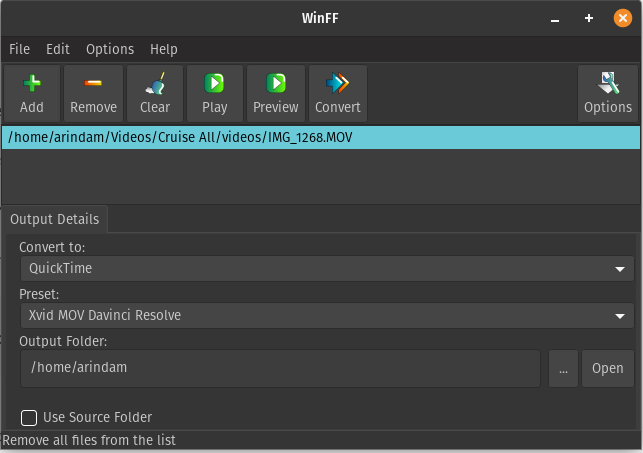 WinFF
File Edit Options Help
Add Remove Clear Play Preview Convert Options
/home/arindam/Videos/Cruise All/videos/IMG_1268.MOV
Output Details
Convert to:
QuickTime
Preset:
Xvid MOV Davinci Resolve
Output Folder:
/home/arindam ... Open
Use Source Folder
Remove all files from the list